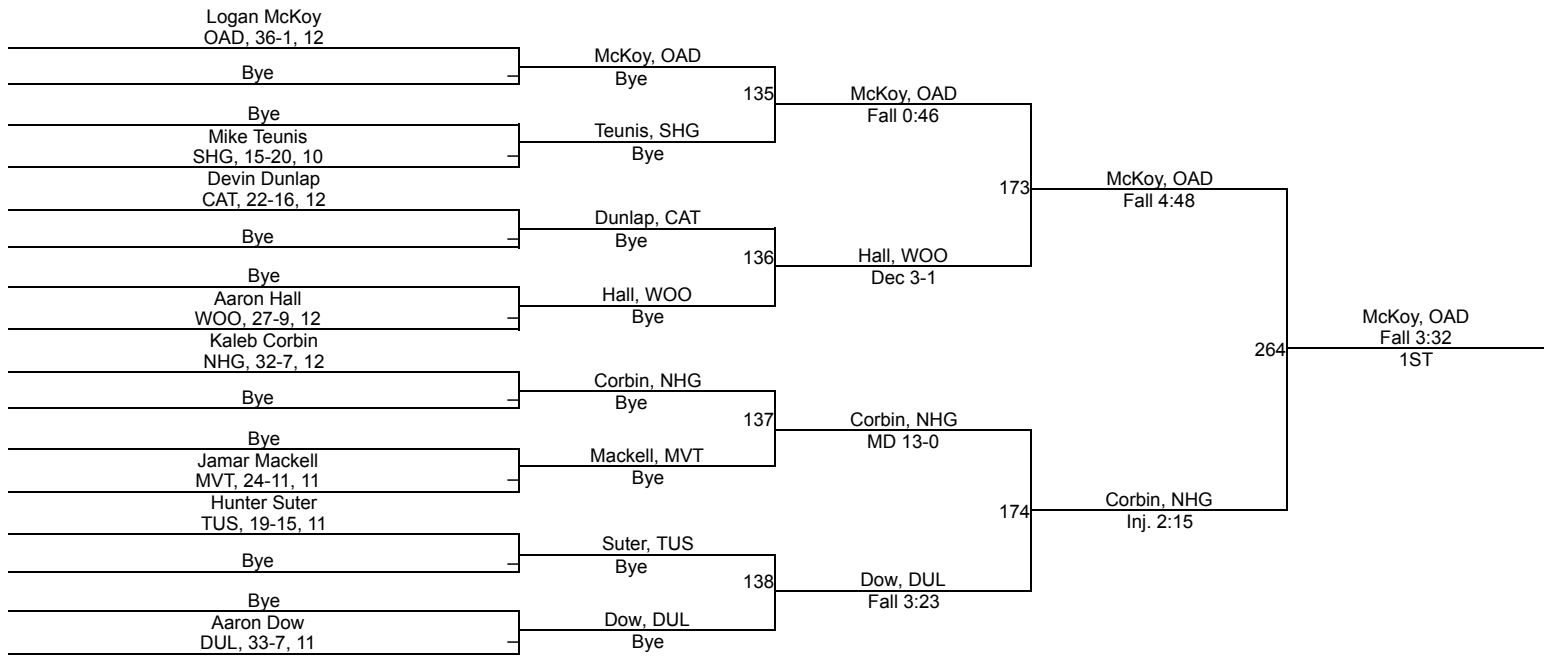 Logan McKoy
OAD, 36-1, 12
Bye
Bye
Mike Teunis
SHG, 15-20, 10
Devin Dunlap
CAT, 22-16, 12
Bye
Bye
Aaron Hall
WOO, 27-9, 12
Kaleb Corbin
NHG, 32-7, 12
Bye
Bye
Jamar Mackell
MVT, 24-11, 11
Hunter Suter
TUS, 19-15, 11
Bye
Bye
Aaron Dow
DUL, 33-7, 11
McKoy, OAD
Bye
135
Teunis, SHG
Bye
Dunlap, CAT
Bye
136
Hall, WOO
Bye
Corbin, NHG
Bye
137
Mackell, MVT
Bye
Suter, TUS
Bye
138
Dow, DUL
Bye
McKoy, OAD
Fall 0:46
173
Hall, WOO
Dec 3-1
Corbin, NHG
MD 13-0
174
Dow, DUL
Fall 3:23
McKoy, OAD
Fall 4:48
264
Corbin, NHG
Inj. 2:15
McKoy, OAD
Fall 3:32
1ST